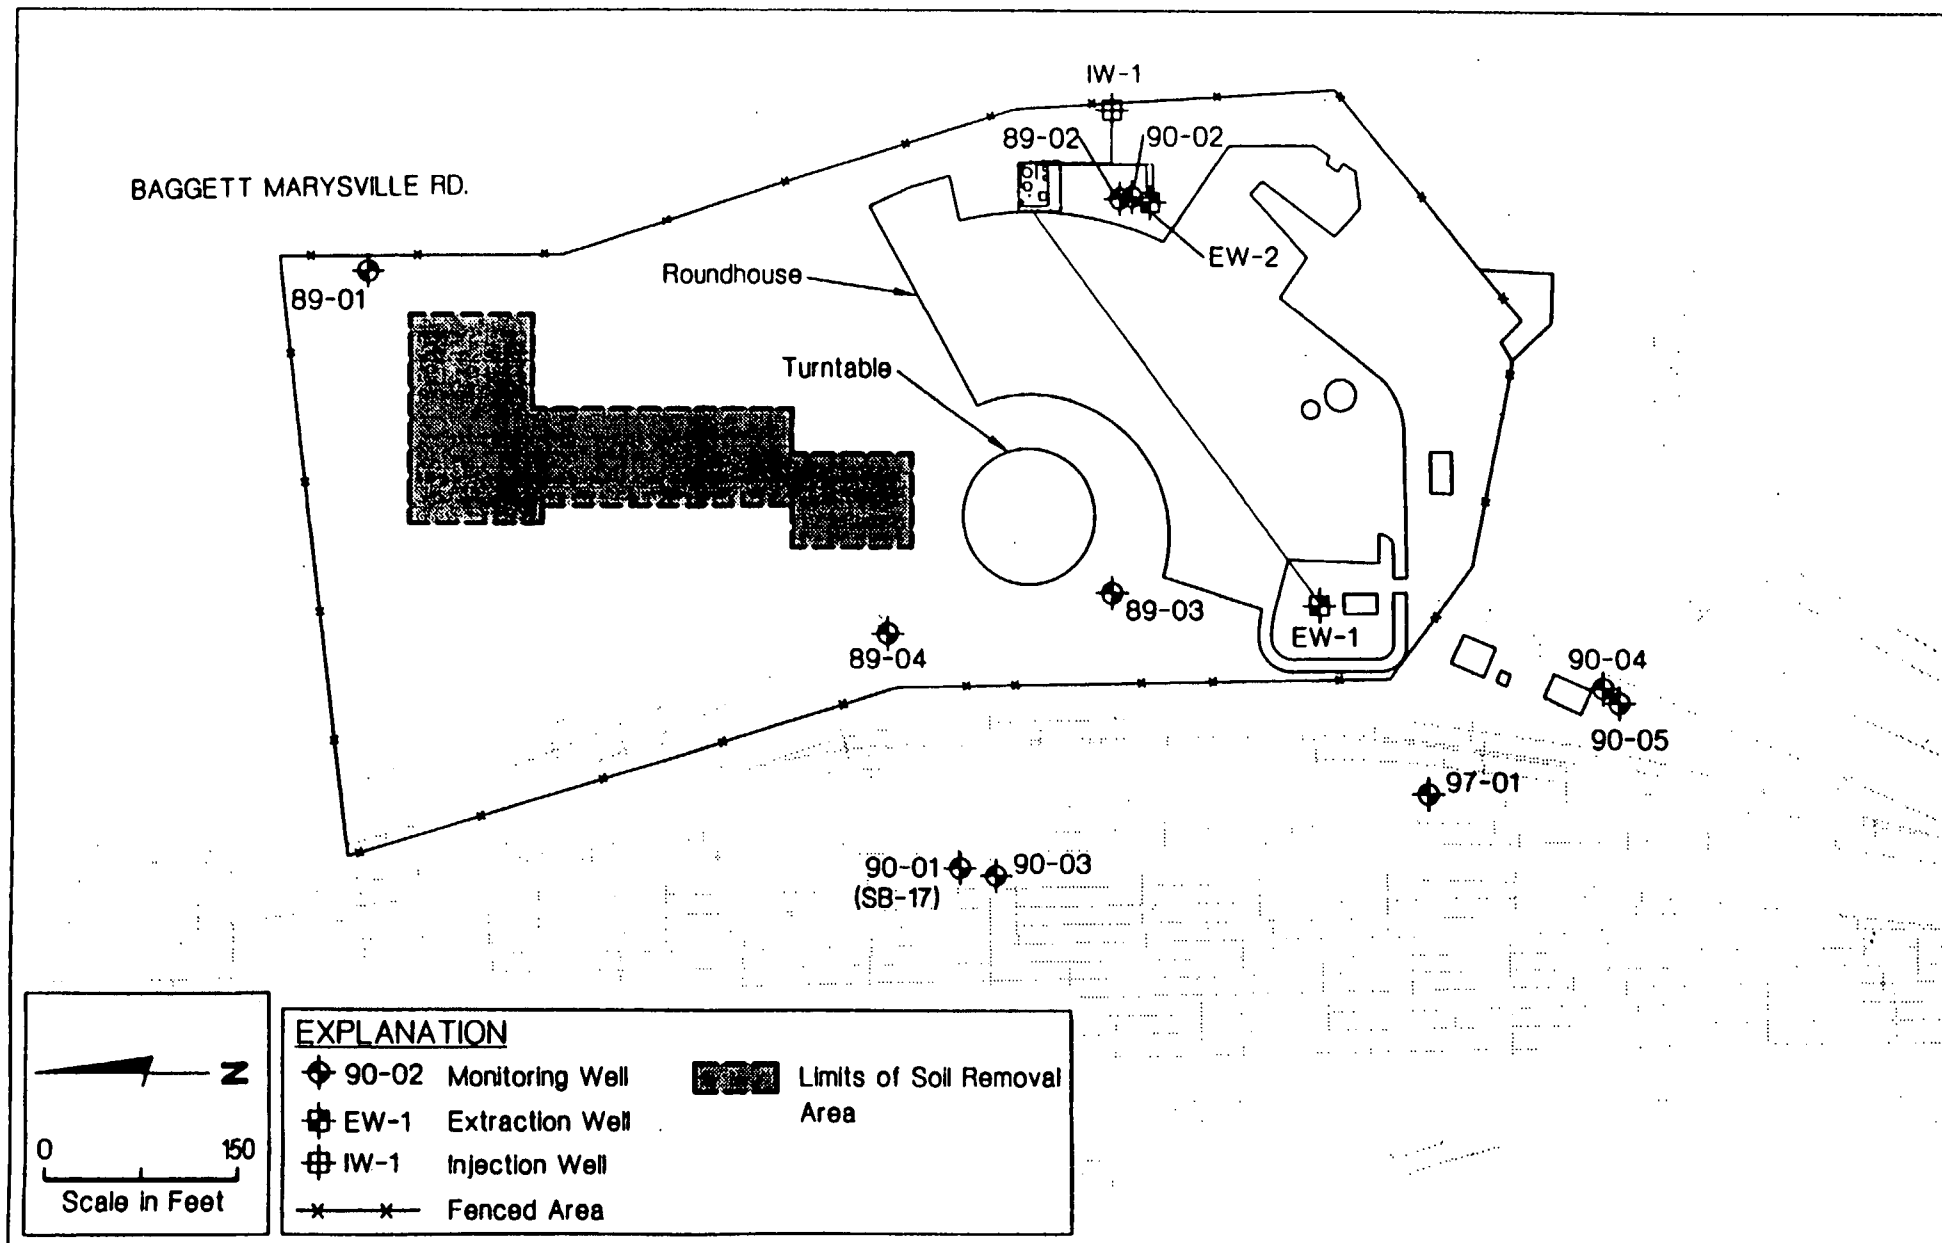 IW-1
89-02
90-02
BAGGETT MARYSVILLE RD.
EW-2
Roundhouse
89-01
Turntable
89-03
EW-1
89-04
90-04
90-05
97-01
90-01
(SB-17)
90-03
N
0 150
Scale in Feet
EXPLANATION
90-02 Monitoring Well
EW-1 Extraction Well
IW-1 Injection Well
Fenced Area
Limits of Soil Removal
Area